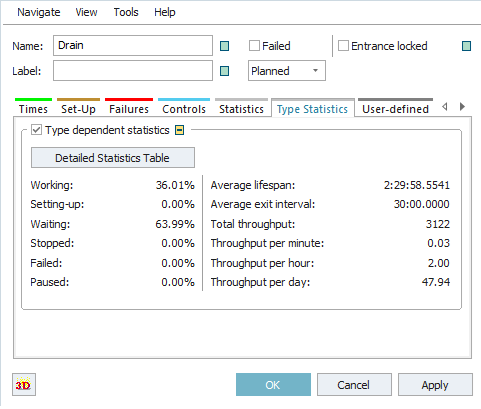 Navigate View Tools Help
Name: Drain Failed Entrance locked
Label: Planned
Times Set-Up Failures Controls Statistics Type Statistics User-defined
Type dependent statistics
Detailed Statistics Table
Working: 36.01% Average lifespan: 2:29:58.5541
Setting-up: 0.00% Average exit interval: 30:00.0000
Waiting: 63.99% Total throughput: 3122
Stopped: 0.00% Throughput per minute: 0.03
Failed: 0.00% Throughput per hour: 2.00
Paused: 0.00% Throughput per day: 47.94
3D OK Cancel Apply